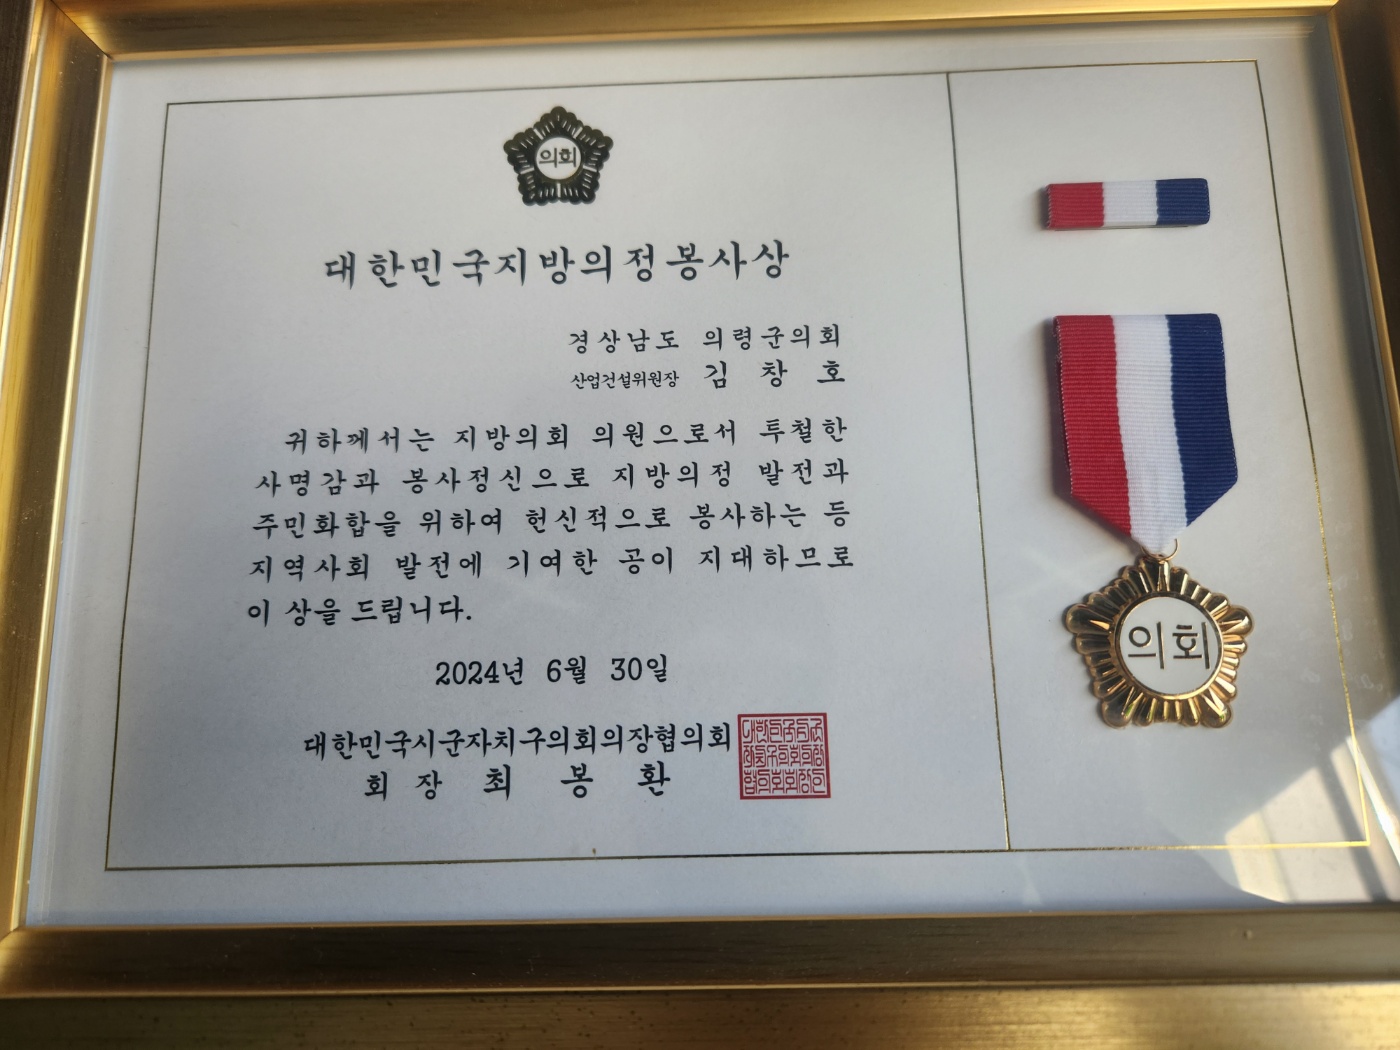 의회
대한민국지방의정봉사상
경상남도 의령군의회
산업건설위원장 김창호
귀하께서는 지방의회 의원으로서 투철한
사명감과 봉사정신으로 지방의정 발전과
주민화합을 위하여 헌신적으로 봉사하는 등
지역사회 발전에 기여한 공이 지대하므로
이 상을 드립니다.
2024년 6월 30일
대한민국시군자치구의회의장협의회
회장 최봉환
의회